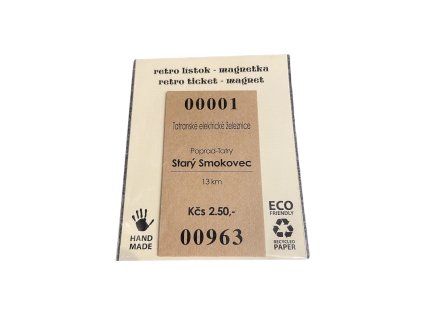 retro lístok - magnetka
retro ticket - magnet
00001
Tatranské elektrické železnice
Poprad-Tatry
Starý Smokovec
13 km
Kčs 2.50,-
00963
HAND
MADE
ECO
FRIENDLY
RECYCLED
PAPER